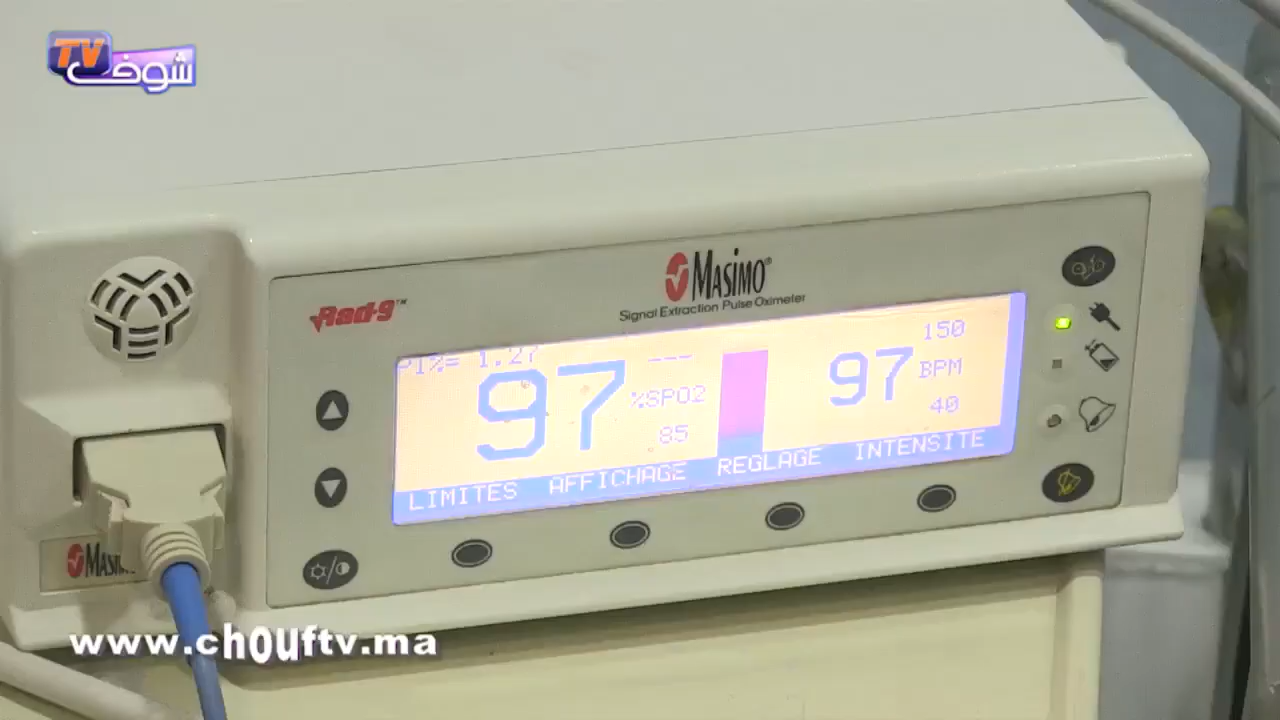 TV
شوف
MASIMO®
Signal Extraction Pulse Oximeter
Rad-9™
PI%= 1.27
---
97
%SPO2
85
150
97
BPM
40
LIMITES AFFICHAGE REGLAGE INTENSITE
MASIMO
www.chouftv.ma